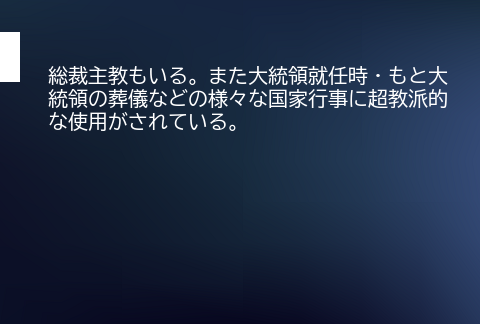 総裁主教もいる。また大統領就任時・もと大
統領の葬儀などの様々な国家行事に超教派的
な使用がされている。